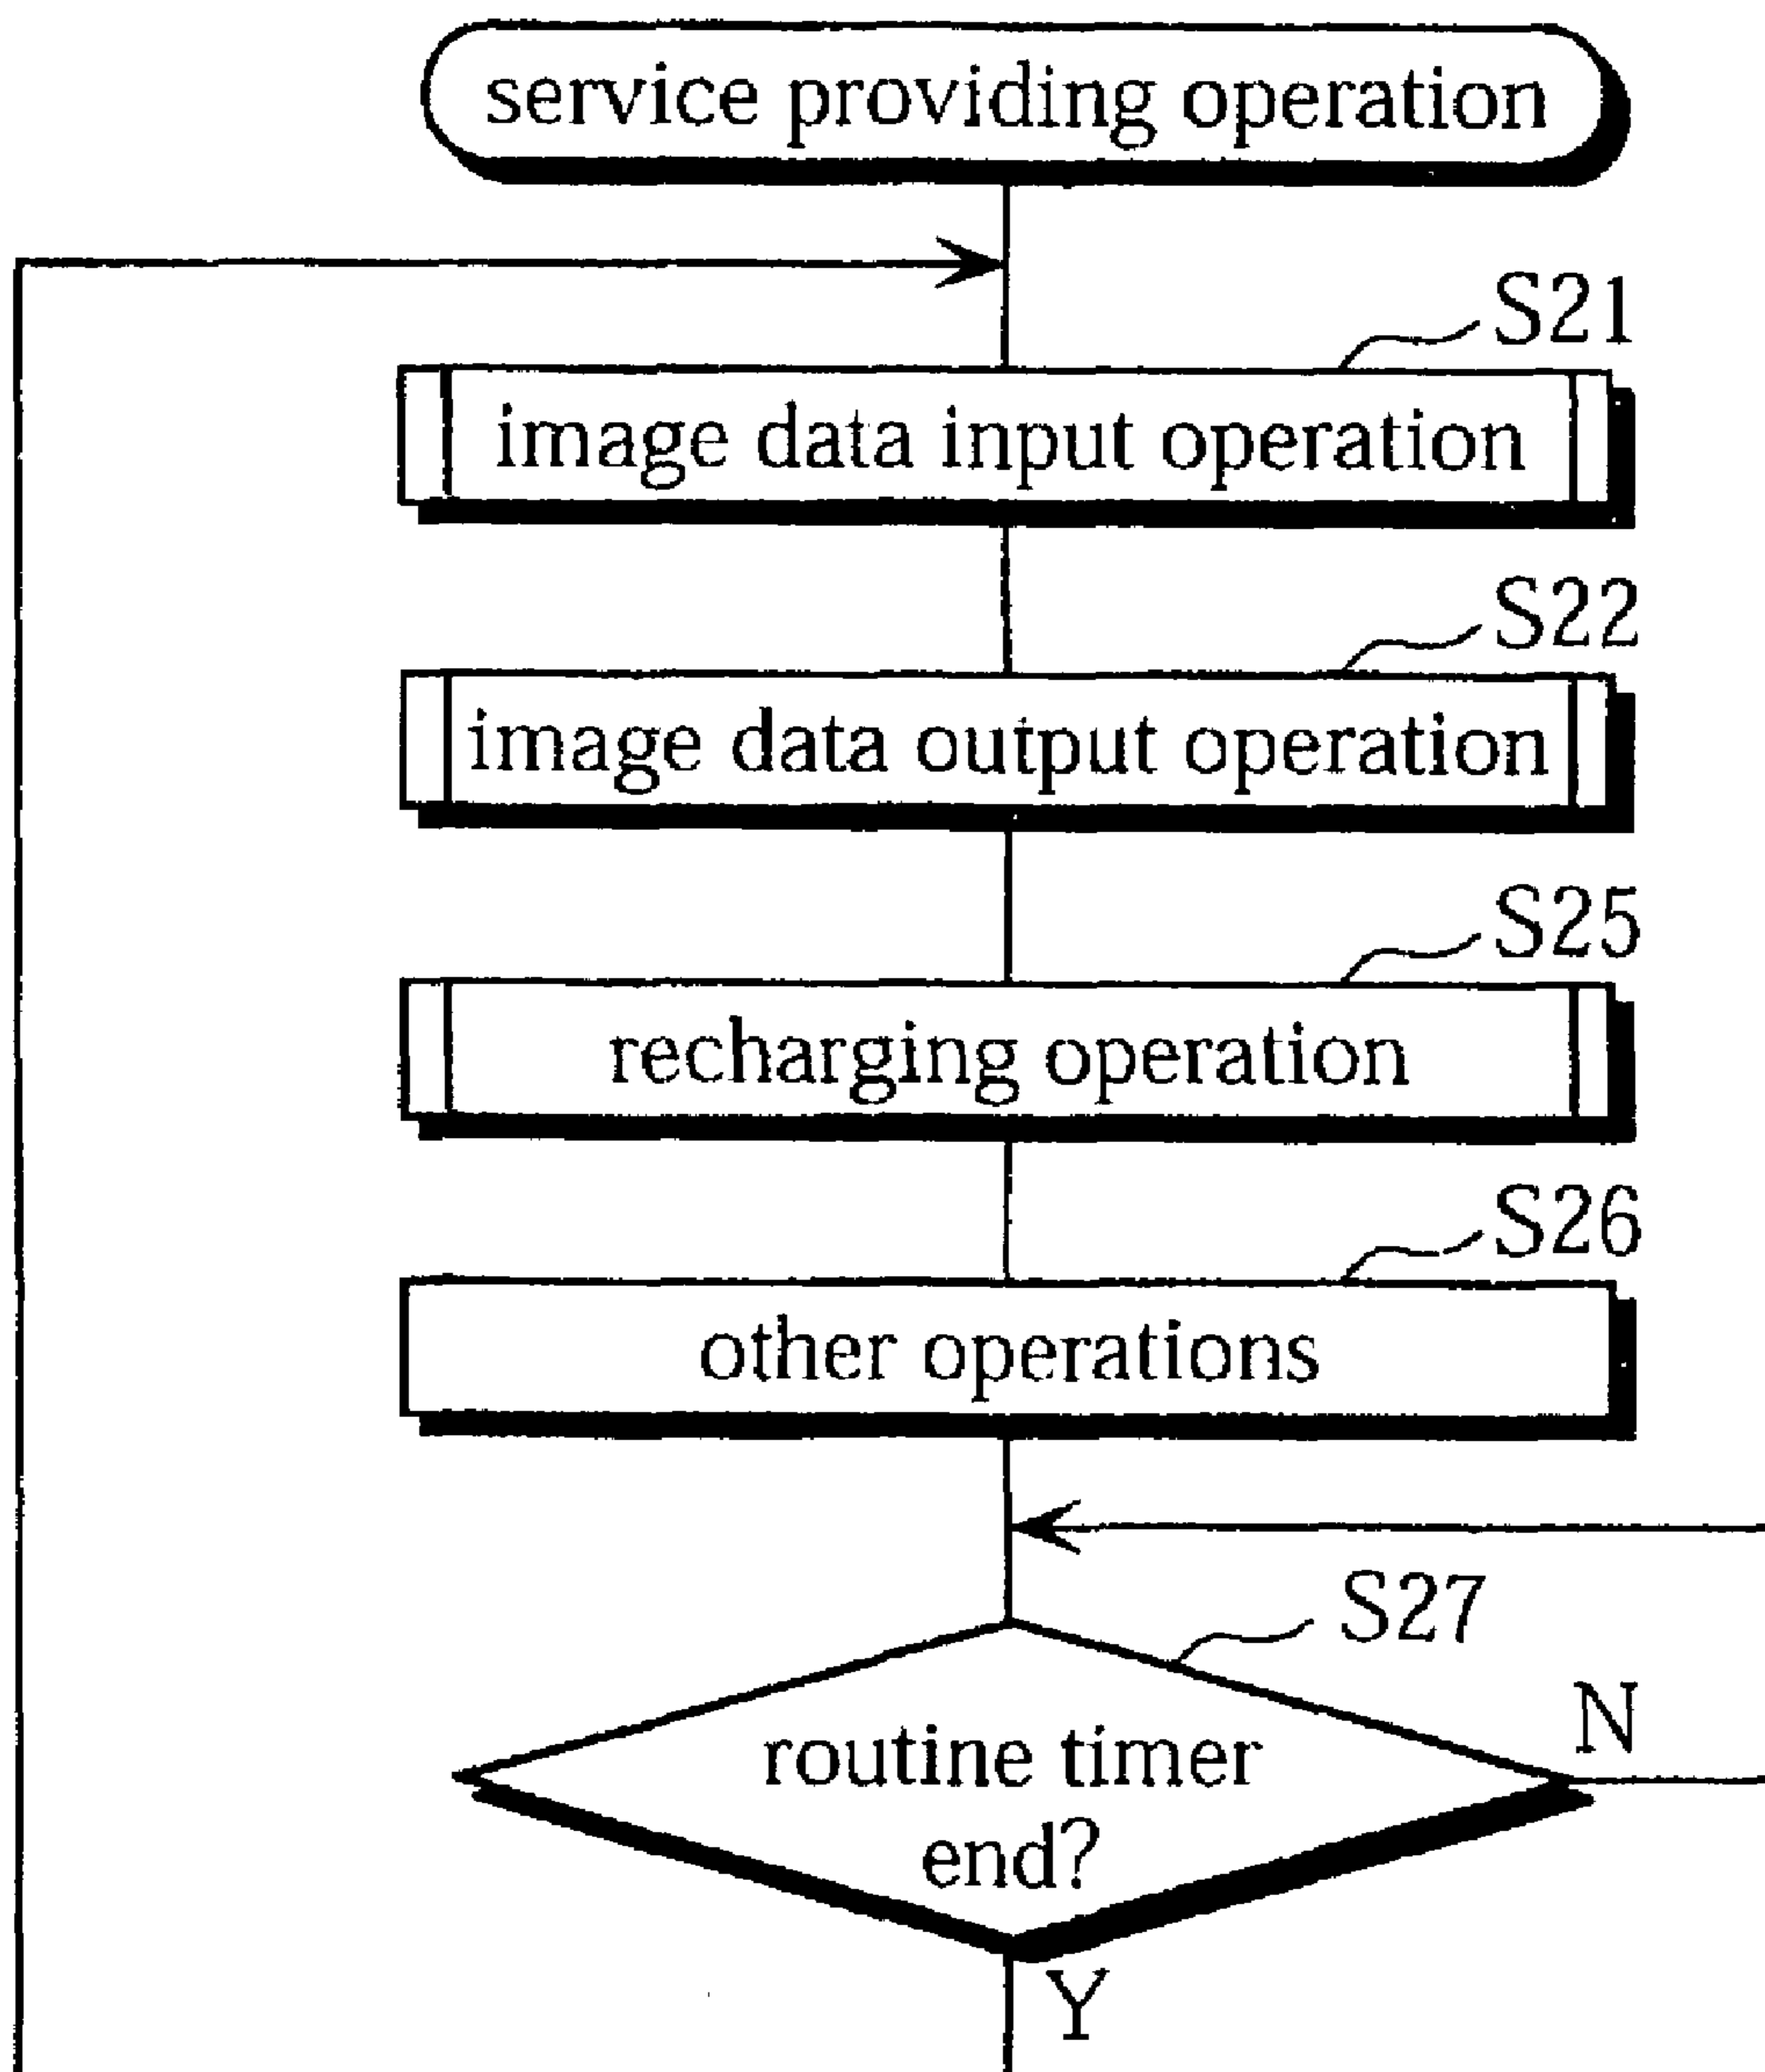 service providing operation
S21
image data input operation
S22
image data output operation
S25
recharging operation
S26
other operations
S27
N
routine timer
end?
Y